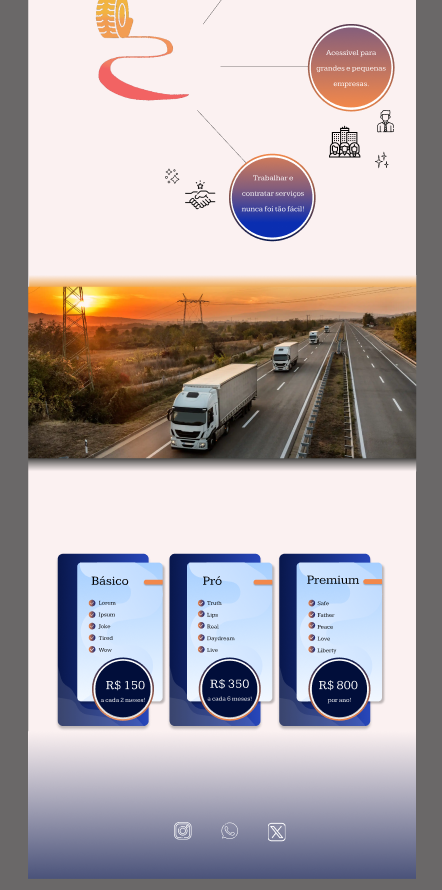 Acessível para
grandes e pequenas
empresas.
Trabalhar e
contratar serviços
nunca foi tão fácil!
Básico
Lorem
Ipsum
Joke
Tired
Wow
R$ 150
a cada 2 meses!
Pró
Truth
Lips
Real
Daydream
Live
R$ 350
a cada 6 meses!
Premium
Safe
Father
Peace
Love
Liberty
R$ 800
por ano!